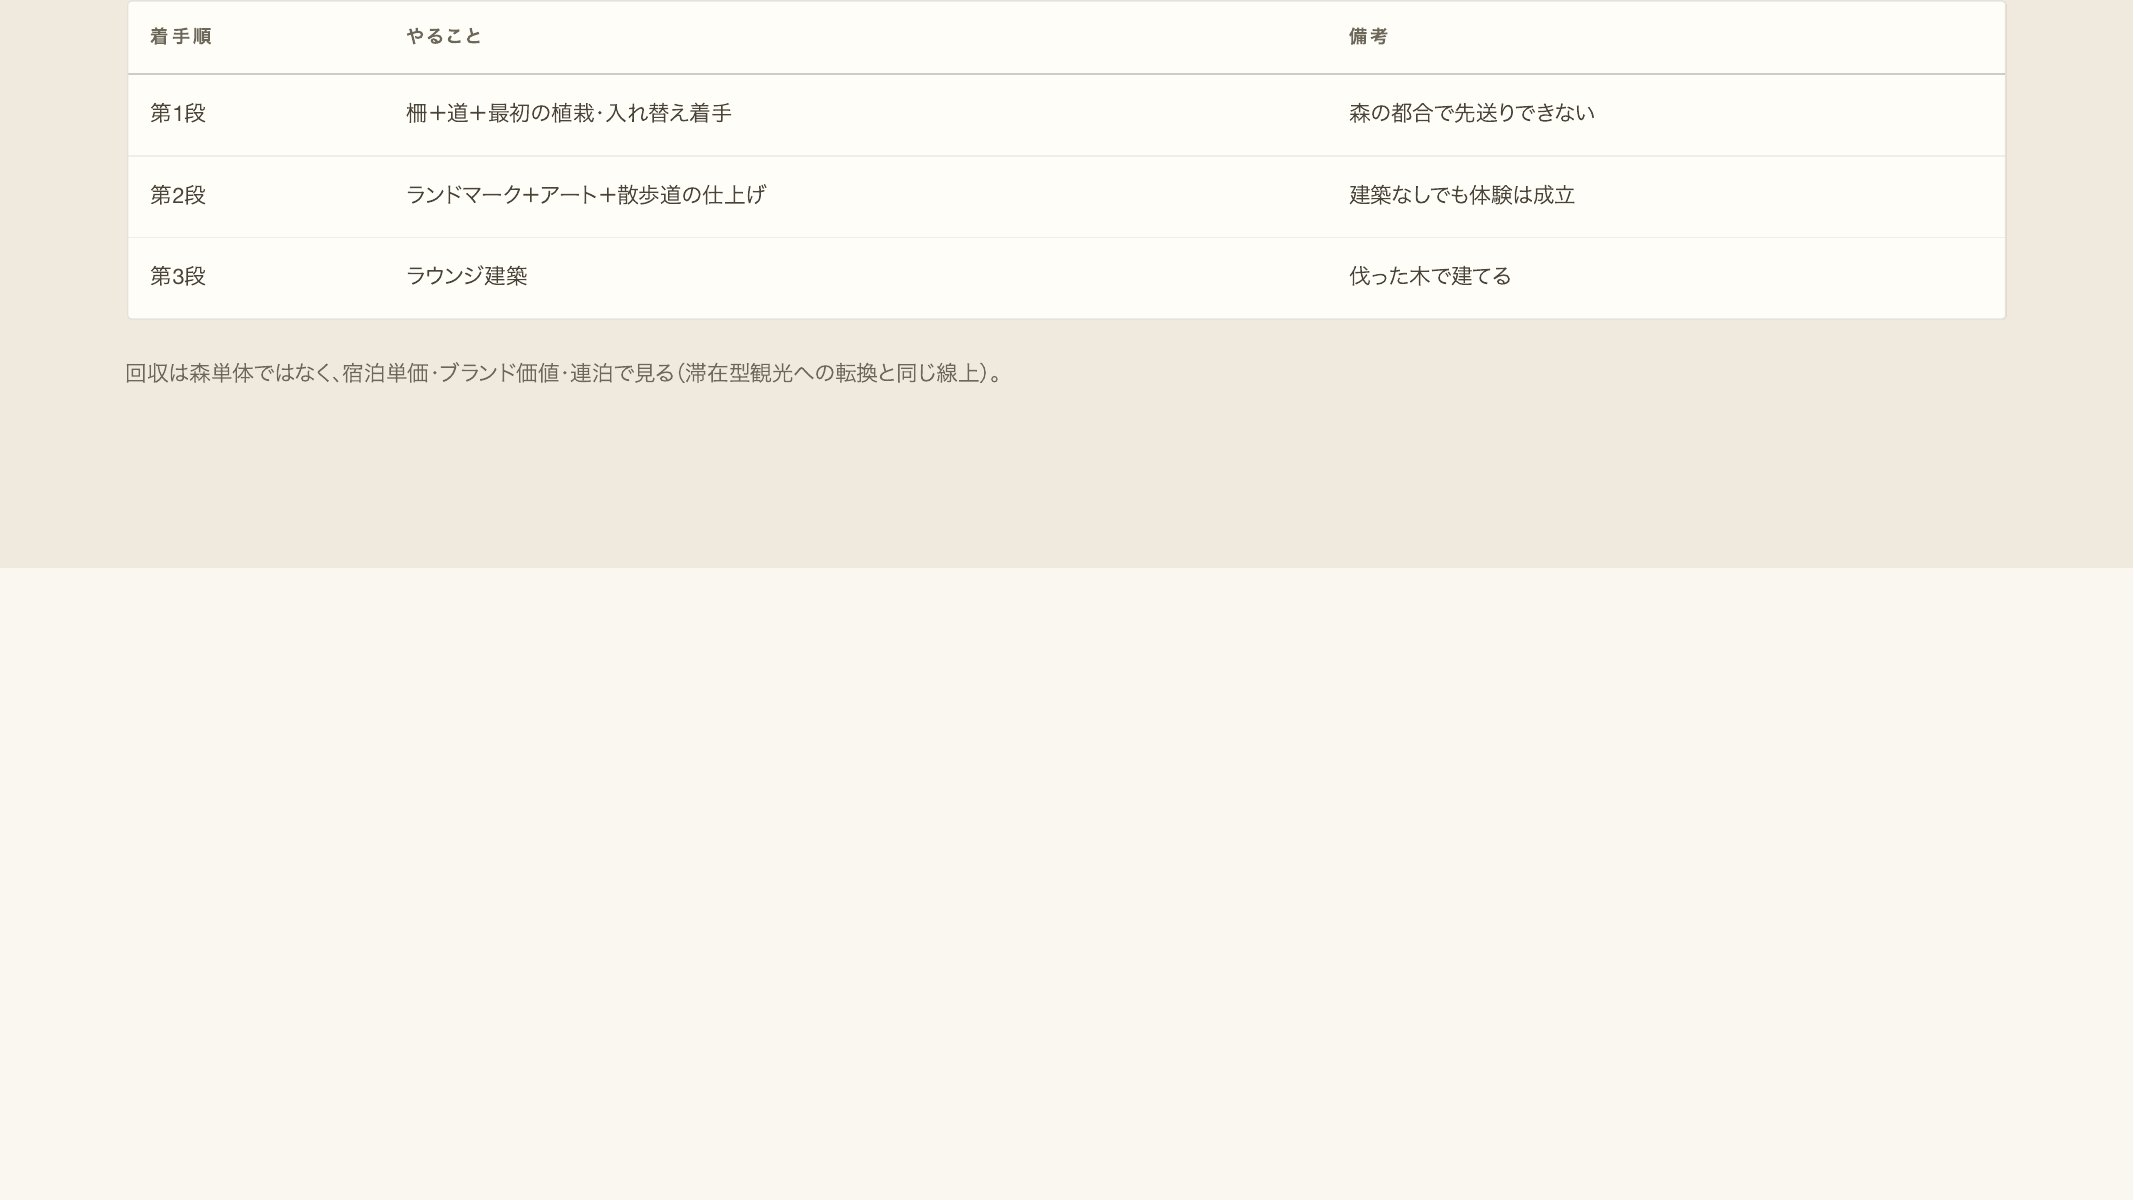 着手順 やること 備考
第1段 柵＋道＋最初の植栽・入れ替え着手 森の都合で先送りできない
第2段 ランドマーク＋アート＋散歩道の仕上げ 建築なしでも体験は成立
第3段 ラウンジ建築 伐った木で建てる
回収は森単体ではなく、宿泊単価・ブランド価値・連泊で見る（滞在型観光への転換と同じ線上）。